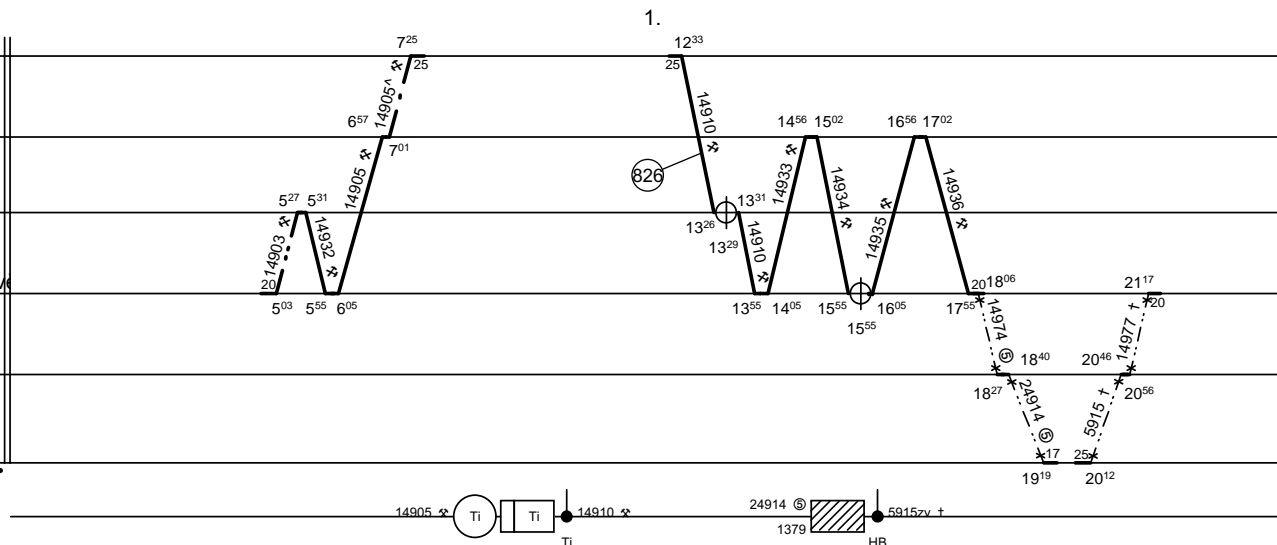 1.
7²⁵ 12³³
25 25
14905^ ⚒
6⁵⁷ 14⁵⁶ 15⁰² 16⁵⁶ 17⁰²
7⁰¹
14905 ⚒ 14910 ⚒ 14933 ⚒ 14934 ⚒ 14935 ⚒ 14936 ⚒
826
5²⁷ 5³¹ 13³¹
13²⁶
13²⁹
14903 ⚒ 14932 ⚒ 14910 ⚒
20 20 18⁰⁶ 21¹⁷
20
5⁰³ 5⁵⁵ 6⁰⁵ 13⁵⁵ 14⁰⁵ 15⁵⁵ 16⁰⁵ 17⁵⁵
15⁵⁵
14974 ⑤ 14977 †
18⁴⁰ 20⁴⁶
18²⁷ 20⁵⁶
24914 ⑤ 5915 †
17 25
19¹⁹ 20¹²
14905 ⚒ Ti Ti 14910 ⚒ 24914 ⑤ 5915zv †
1379
Ti HB